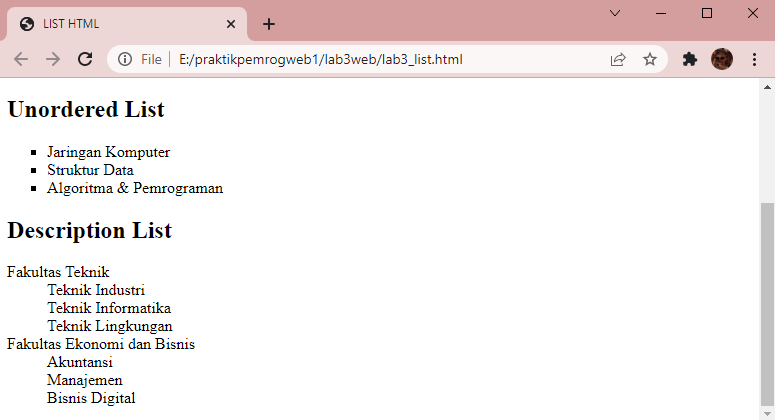 LIST HTML
File E:/praktikpemrogweb1/lab3web/lab3_list.html
Unordered List
Jaringan Komputer
Struktur Data
Algoritma & Pemrograman
Description List
Fakultas Teknik
Teknik Industri
Teknik Informatika
Teknik Lingkungan
Fakultas Ekonomi dan Bisnis
Akuntansi
Manajemen
Bisnis Digital